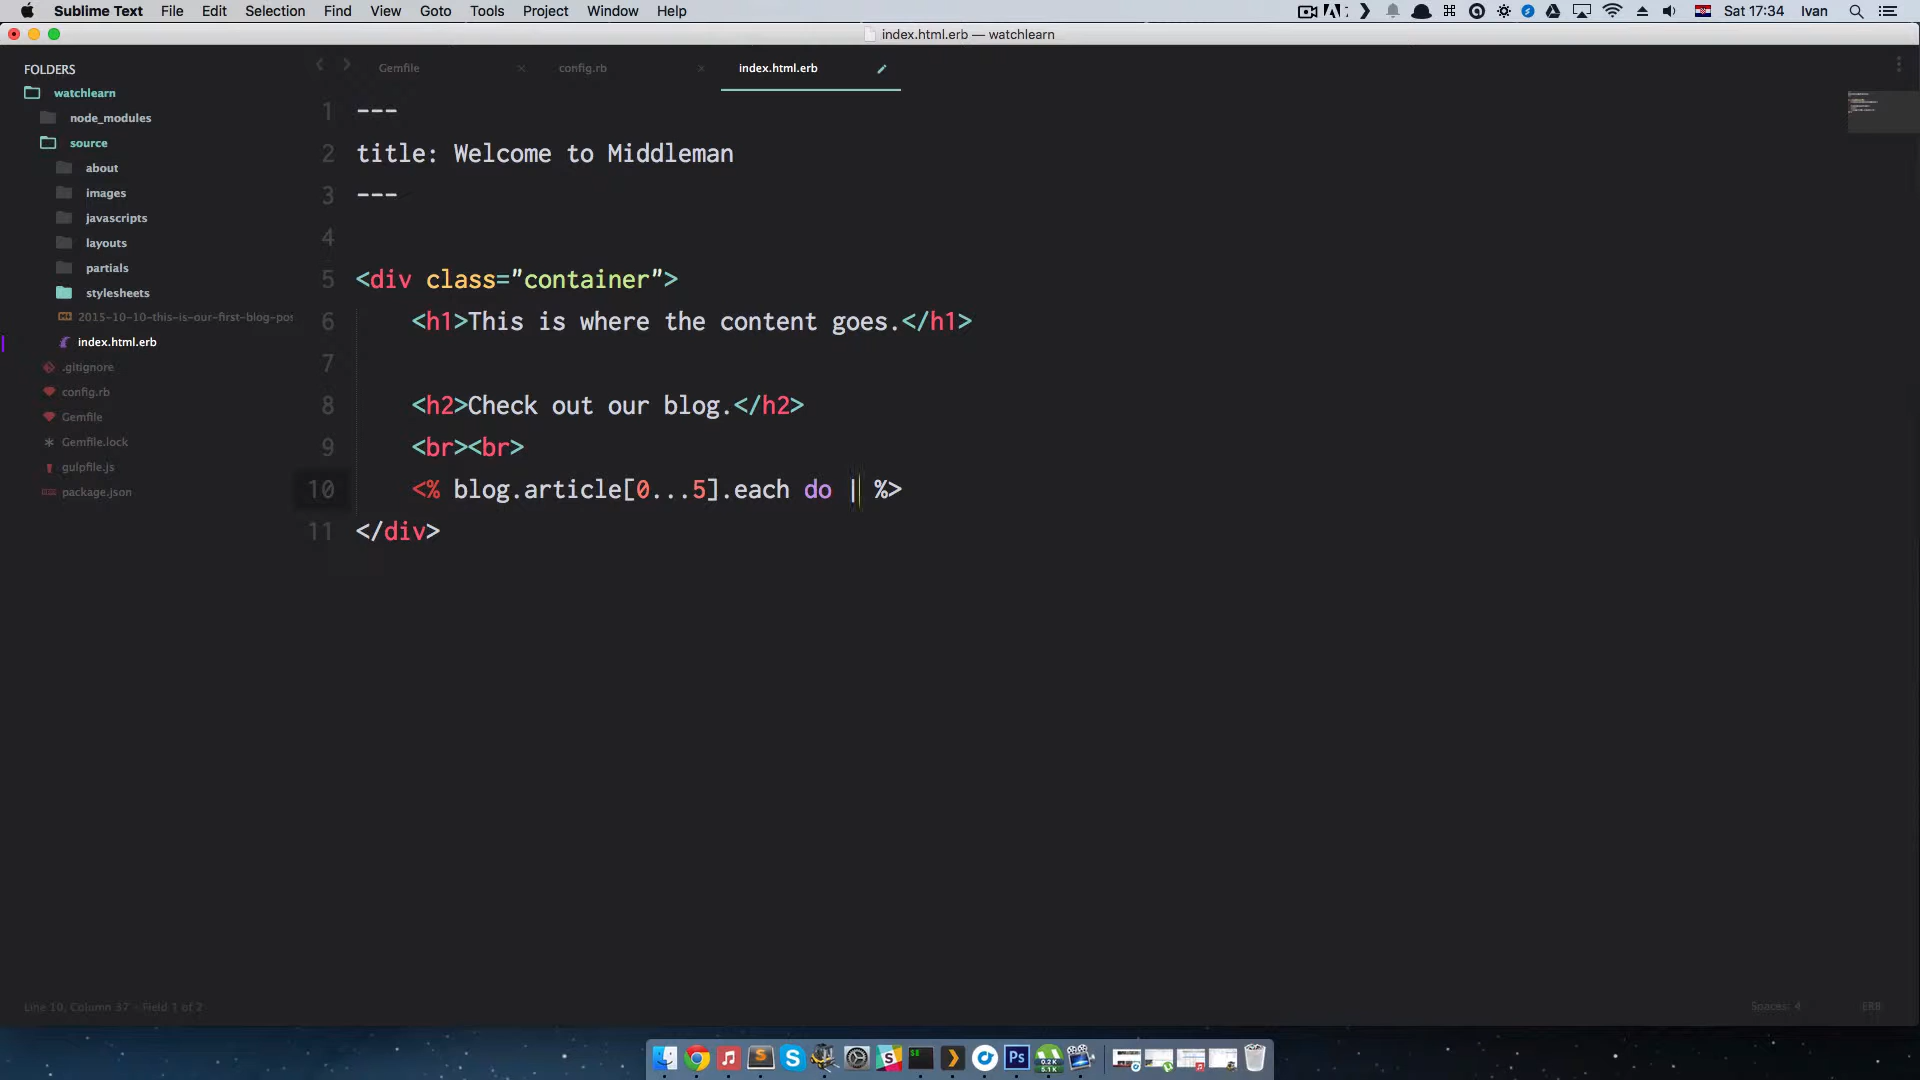 Sublime Text File Edit Selection Find View Goto Tools Project Window Help Sat 17:34 Ivan
index.html.erb — watchlearn
FOLDERS
watchlearn
node_modules
source
about
images
javascripts
layouts
partials
stylesheets
2015-10-10-this-is-our-first-blog-pos
index.html.erb
.gitignore
config.rb
Gemfile
Gemfile.lock
gulpfile.js
package.json
Gemfile config.rb index.html.erb
1 ---
2 title: Welcome to Middleman
3 ---
4
5 <div class="container">
6 <h1>This is where the content goes.</h1>
7
8 <h2>Check out our blog.</h2>
9 <br><br>
10 <% blog.article[0...5].each do | %>
11 </div>
Line 10, Column 37 - Field 1 of 2
Spaces: 4 ERB